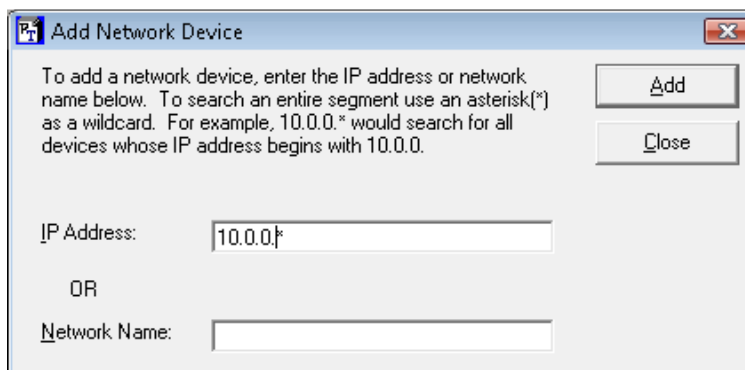 PT Add Network Device
To add a network device, enter the IP address or network
name below. To search an entire segment use an asterisk(*)
as a wildcard. For example, 10.0.0.* would search for all
devices whose IP address begins with 10.0.0.
Add
Close
IP Address:
10.0.0.*
OR
Network Name: